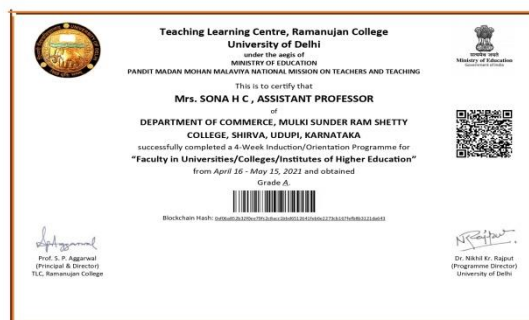 Teaching Learning Centre, Ramanujan College
University of Delhi
under the aegis of
MINISTRY OF EDUCATION
PANDIT MADAN MOHAN MALAVIYA NATIONAL MISSION ON TEACHERS AND TEACHING
Ministry of Education
Government of India
This is to certify that
Mrs. SONA H C , ASSISTANT PROFESSOR
of
DEPARTMENT OF COMMERCE, MULKI SUNDER RAM SHETTY
COLLEGE, SHIRVA, UDUPI, KARNATAKA
successfully completed a 4-Week Induction/Orientation Programme for
"Faculty in Universities/Colleges/Institutes of Higher Education"
from April 16 - May 15, 2021 and obtained
Grade A.
Blockchain Hash:
Prof. S. P. Aggarwal
(Principal & Director)
TLC, Ramanujan College
Dr. Nikhil Kr. Rajput
(Programme Director)
University of Delhi